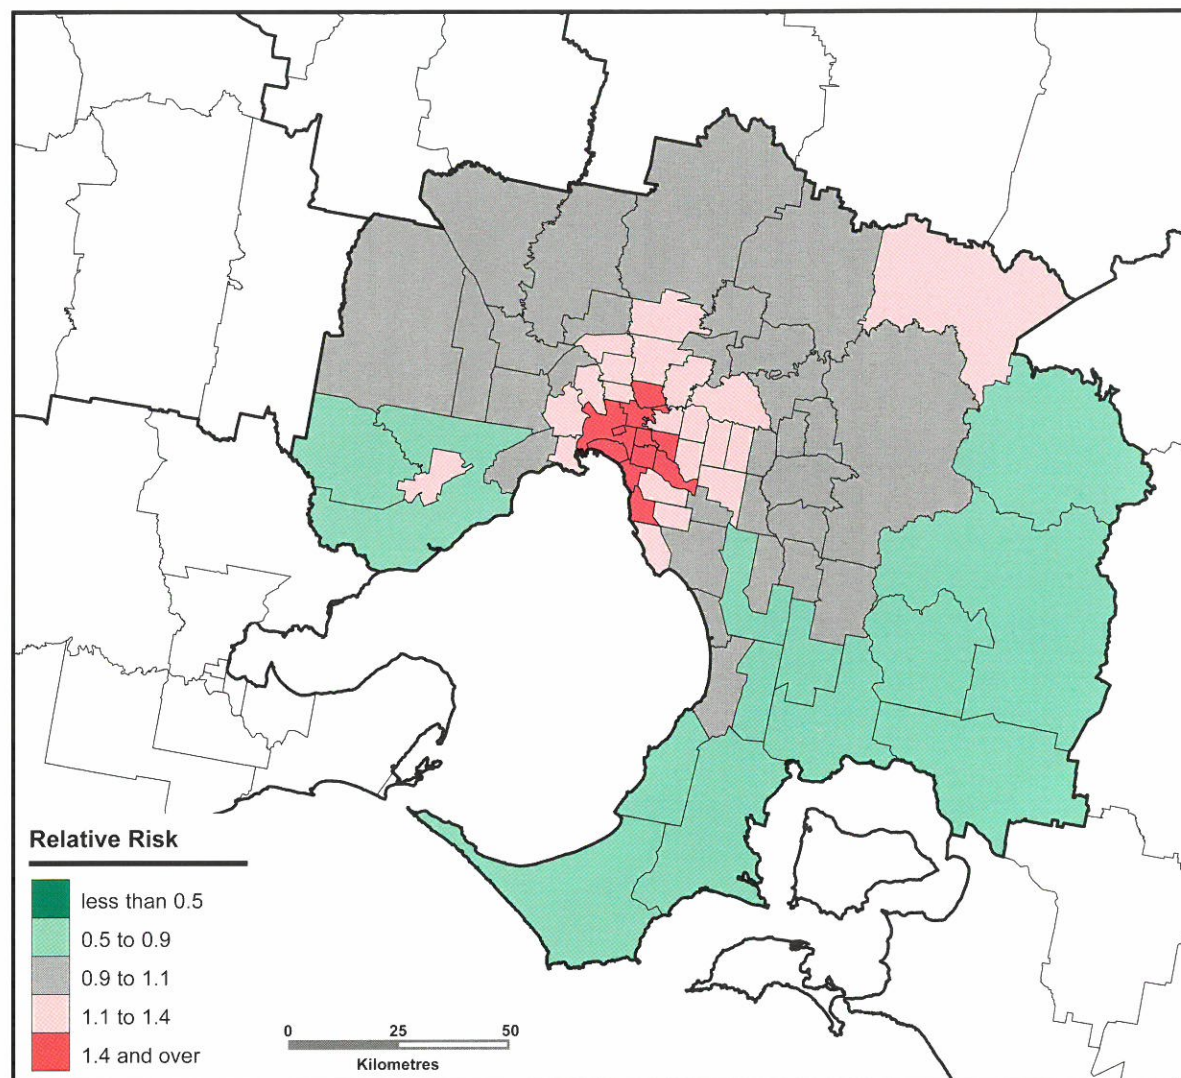 Relative Risk
less than 0.5
0.5 to 0.9
0.9 to 1.1
1.1 to 1.4
1.4 and over
0 25 50
Kilometres